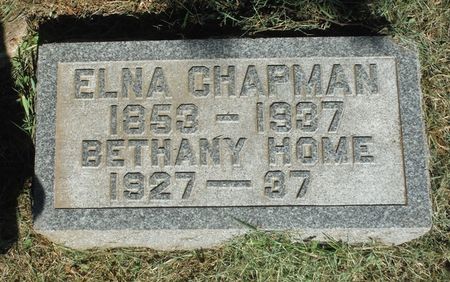 ELNA CHAPMAN
1853 - 1937
BETHANY HOME
1927 - 37